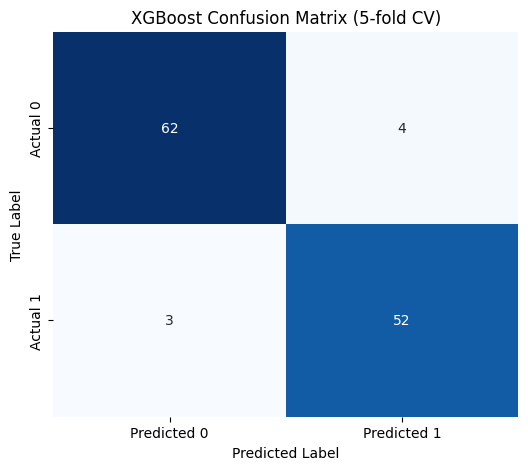 XGBoost Confusion Matrix (5-fold CV)
True Label
Actual 0
62
4
Actual 1
3
52
Predicted 0
Predicted 1
Predicted Label